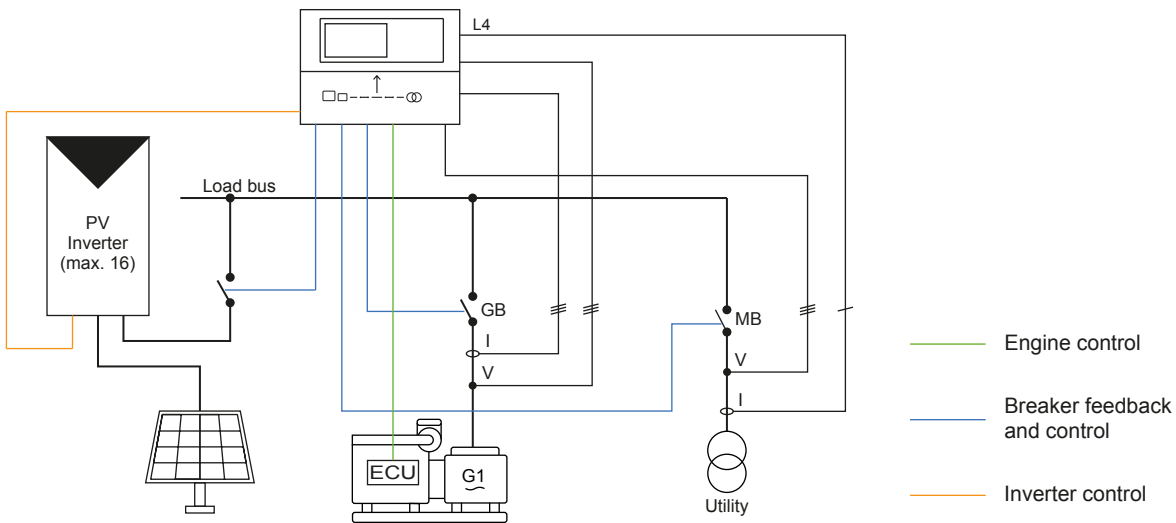 L4
Load bus
PV
Inverter
(max. 16)
GB
I
V
MB
V
I
ECU
G1
Utility
Engine control
Breaker feedback
and control
Inverter control